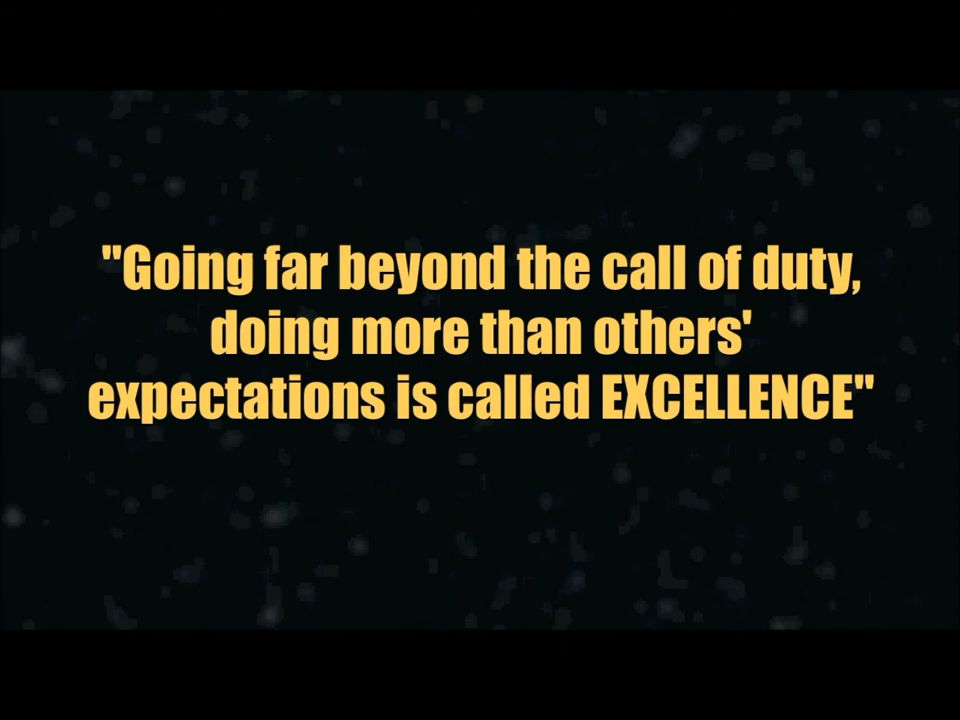 "Going far beyond the call of duty,
doing more than others'
expectations is called EXCELLENCE"